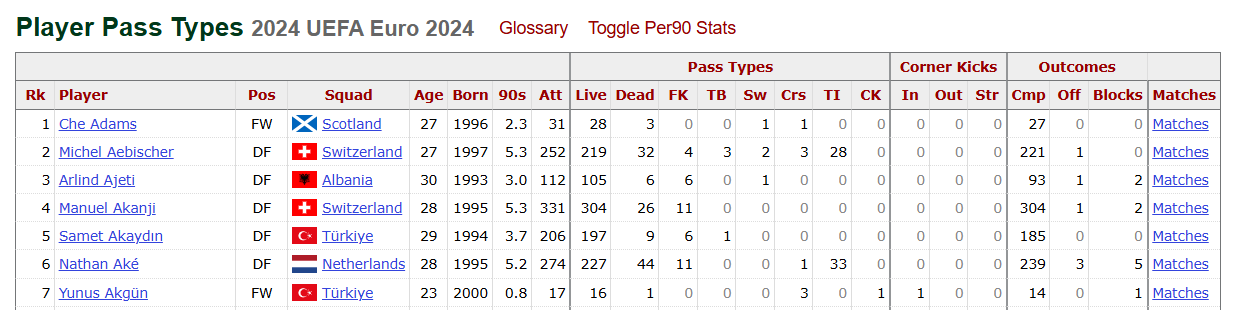 Player Pass Types 2024 UEFA Euro 2024 Glossary Toggle Per90 Stats
Pass Types Corner Kicks Outcomes
Rk Player Pos Squad Age Born 90s Att Live Dead FK TB Sw Crs TI CK In Out Str Cmp Off Blocks Matches
1 Che Adams FW Scotland 27 1996 2.3 31 28 3 0 0 1 1 0 0 0 0 0 27 0 0 Matches
2 Michel Aebischer DF Switzerland 27 1997 5.3 252 219 32 4 3 2 3 28 0 0 0 0 221 1 0 Matches
3 Arlind Ajeti DF Albania 30 1993 3.0 112 105 6 6 0 1 0 0 0 0 0 0 93 1 2 Matches
4 Manuel Akanji DF Switzerland 28 1995 5.3 331 304 26 11 0 0 0 0 0 0 0 0 304 1 2 Matches
5 Samet Akaydın DF Türkiye 29 1994 3.7 206 197 9 6 1 0 0 0 0 0 0 0 185 0 0 Matches
6 Nathan Aké DF Netherlands 28 1995 5.2 274 227 44 11 0 0 1 33 0 0 0 0 239 3 5 Matches
7 Yunus Akgün FW Türkiye 23 2000 0.8 17 16 1 0 0 0 3 0 1 1 0 0 14 0 1 Matches